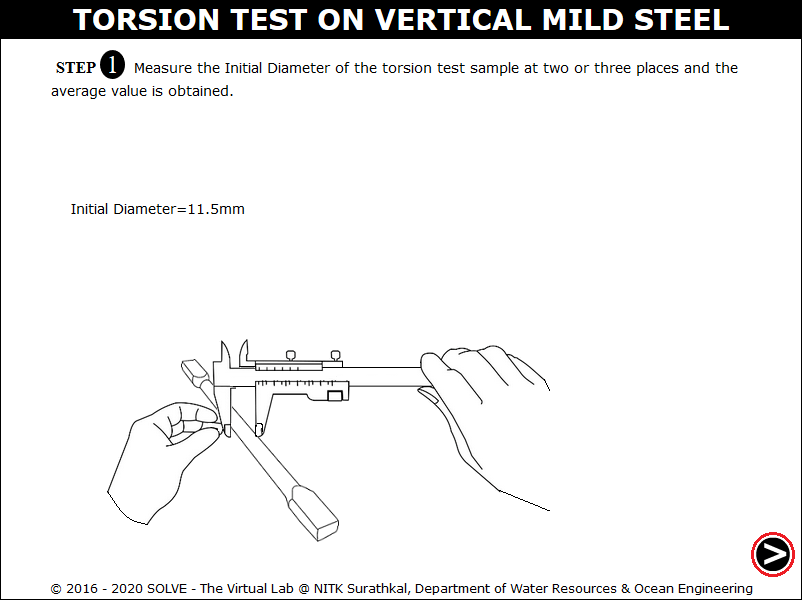 TORSION TEST ON VERTICAL MILD STEEL
STEP 1 Measure the Initial Diameter of the torsion test sample at two or three places and the
average value is obtained.
Initial Diameter=11.5mm
© 2016 - 2020 SOLVE - The Virtual Lab @ NITK Surathkal, Department of Water Resources & Ocean Engineering